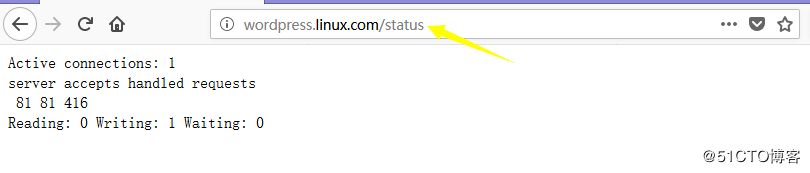 wordpress.linux.com/status
Active connections: 1
server accepts handled requests
81 81 416
Reading: 0 Writing: 1 Waiting: 0
@51CTO博客